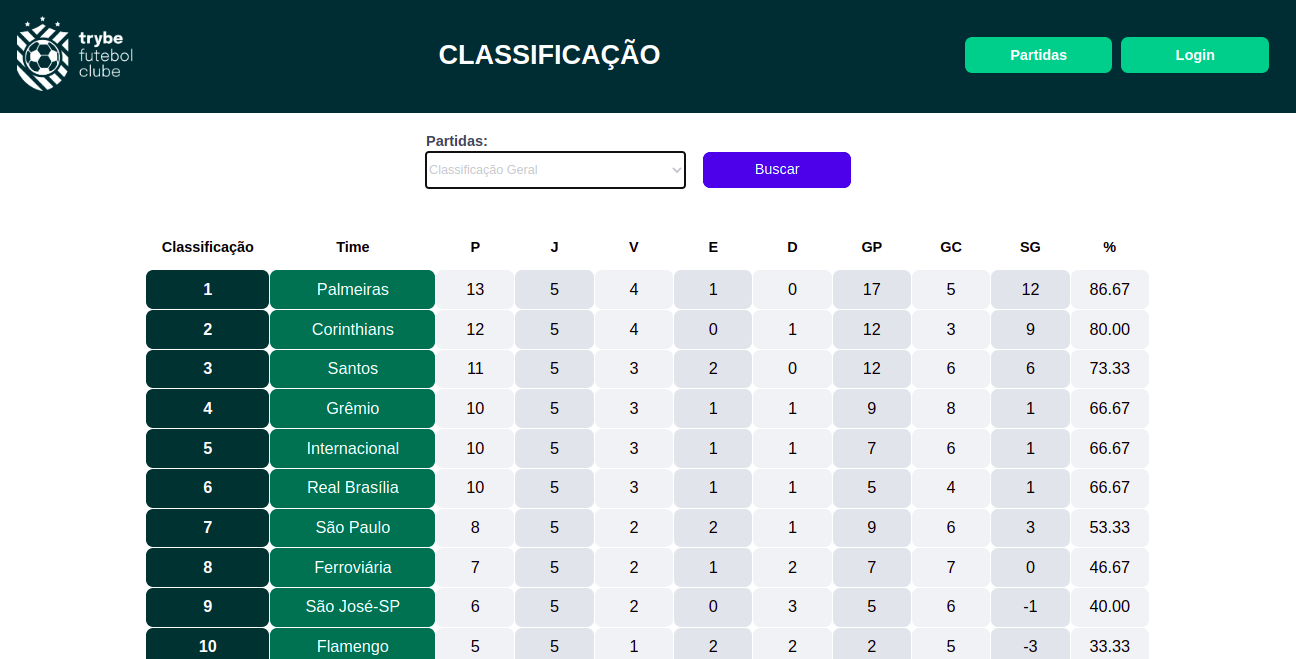 trybe
futebol
clube
CLASSIFICAÇÃO
Partidas
Login
Partidas:
Classificação Geral
Buscar
Classificação Time P J V E D GP GC SG %
1 Palmeiras 13 5 4 1 0 17 5 12 86.67
2 Corinthians 12 5 4 0 1 12 3 9 80.00
3 Santos 11 5 3 2 0 12 6 6 73.33
4 Grêmio 10 5 3 1 1 9 8 1 66.67
5 Internacional 10 5 3 1 1 7 6 1 66.67
6 Real Brasília 10 5 3 1 1 5 4 1 66.67
7 São Paulo 8 5 2 2 1 9 6 3 53.33
8 Ferroviária 7 5 2 1 2 7 7 0 46.67
9 São José-SP 6 5 2 0 3 5 6 -1 40.00
10 Flamengo 5 5 1 2 2 2 5 -3 33.33